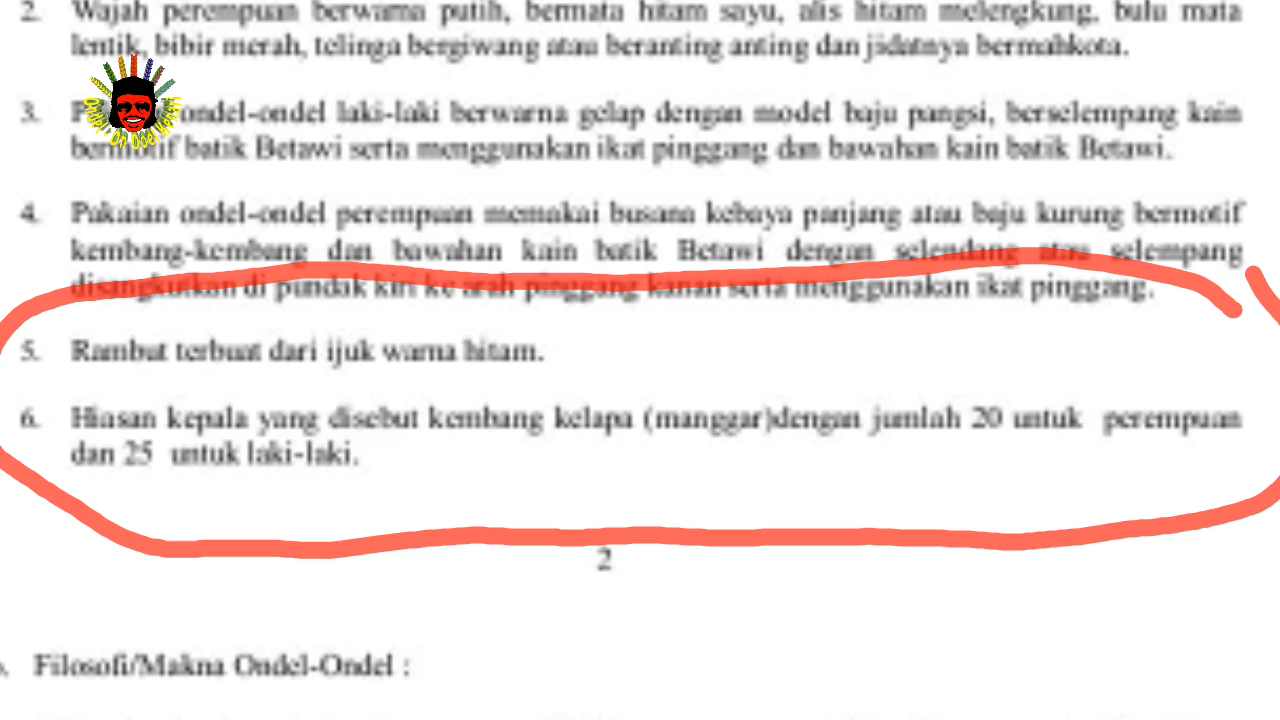 2. Wajah perempuan berwarna putih, bermata hitam sayu, alis hitam melengkung, bulu mata
lentik, bibir merah, telinga bergiwang atau beranting anting dan jidatnya bermahkota.
3. ondel-ondel laki-laki berwarna gelap dengan model baju pangsi, berselempang kain
bermotif batik Betawi serta menggunakan ikat pinggang dan bawahan kain batik Betawi.
4. Pakaian ondel-ondel perempuan memakai busana kebaya panjang atau baju kurung bermotif
kembang-kembang dan bawahan kain batik Betawi dengan selendang atau selempang
disangkutkan di pundak kiri ke arah pinggang kanan serta menggunakan ikat pinggang.
5. Rambut terbuat dari ijuk warna hitam.
6. Hiasan kepala yang disebut kembang kelapa (manggar)dengan jumlah 20 untuk perempuan
dan 25 untuk laki-laki.
2
Filosofi/Makna Ondel-Ondel :